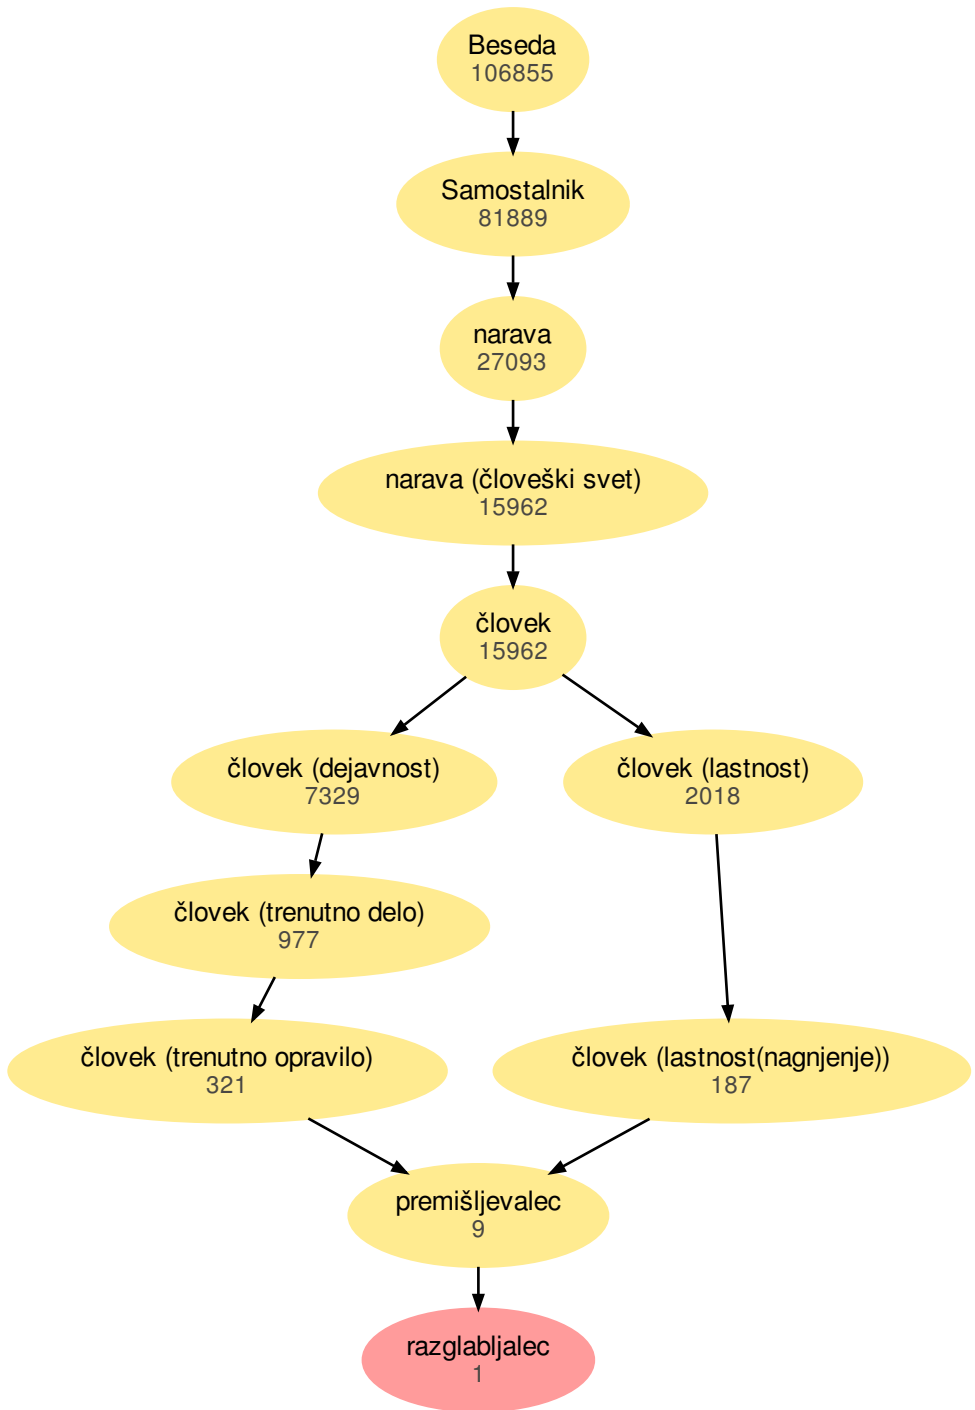 Beseda
106855
Samostalnik
81889
narava
27093
narava (človeški svet)
15962
človek
15962
človek (dejavnost)
7329
človek (lastnost)
2018
človek (trenutno delo)
977
človek (trenutno opravilo)
321
človek (lastnost(nagnjenje))
187
premišljevalec
9
razglabljalec
1